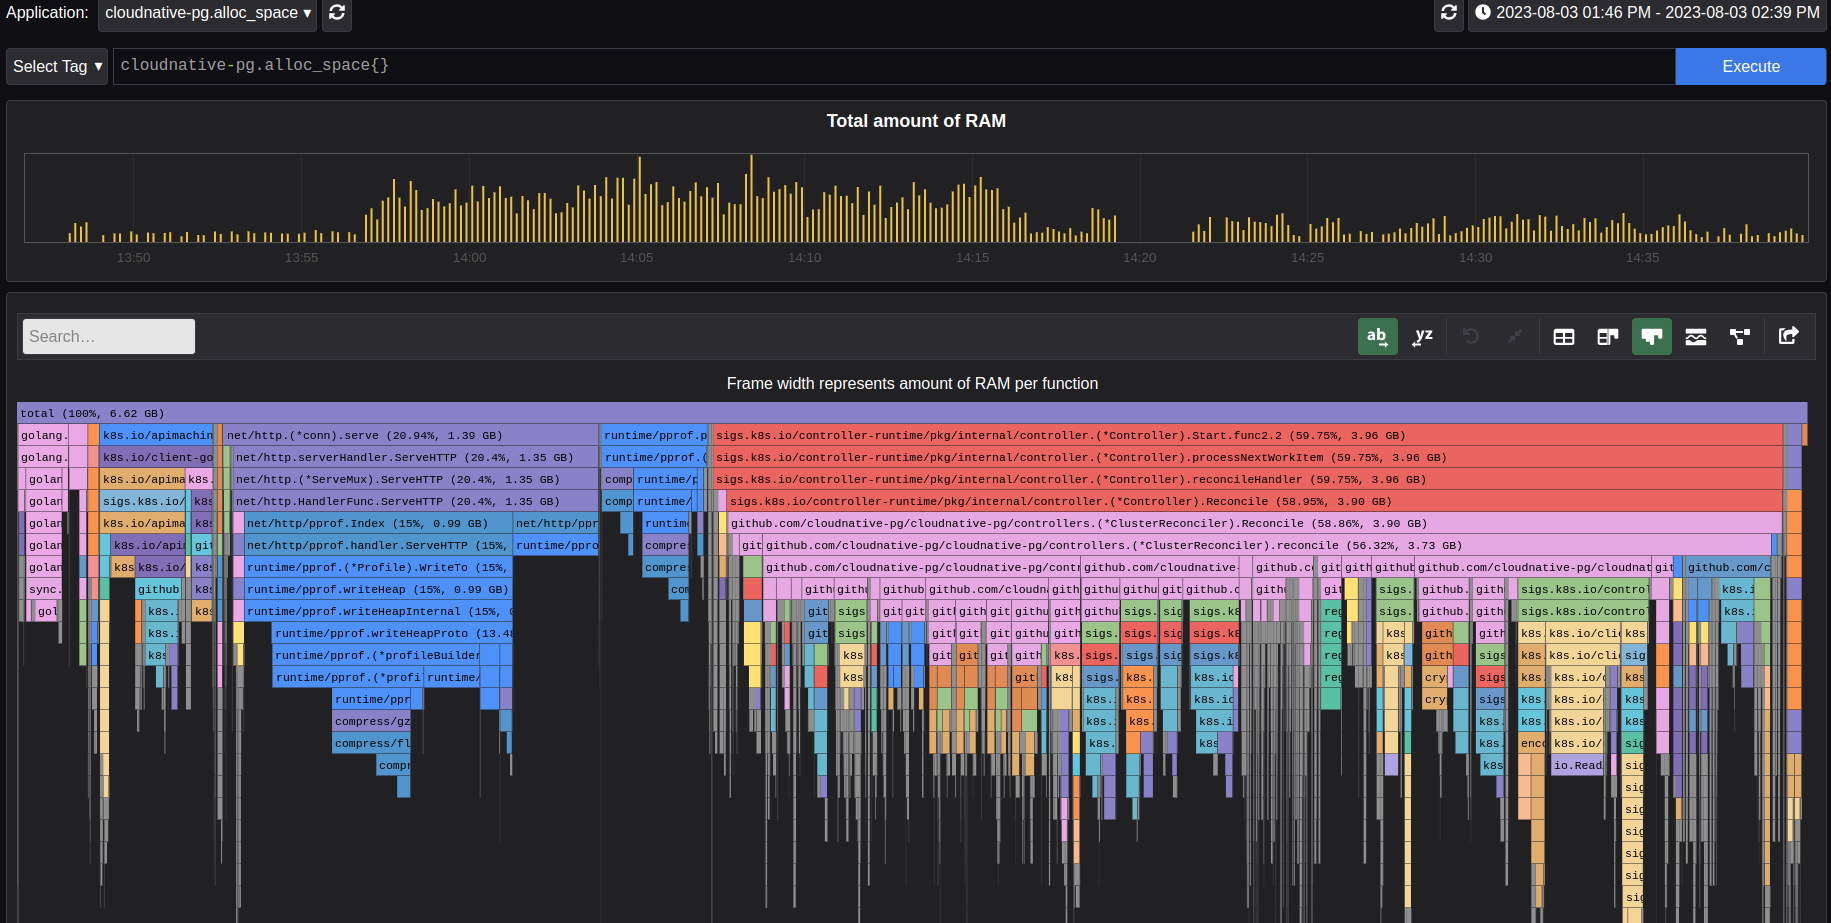 Application: cloudnative-pg.alloc_space ▾ 2023-08-03 01:46 PM - 2023-08-03 02:39 PM
Select Tag ▾ cloudnative-pg.alloc_space{} Execute
Total amount of RAM
13:50 13:55 14:00 14:05 14:10 14:15 14:20 14:25 14:30 14:35
Search… ab yz
Frame width represents amount of RAM per function
total (100%, 6.62 GB)
golang. k8s.io/apimachin net/http.(*conn).serve (20.94%, 1.39 GB) runtime/pprof.p sigs.k8s.io/controller-runtime/pkg/internal/controller.(*Controller).Start.func2.2 (59.75%, 3.96 GB)
golang. k8s.io/client-go net/http.serverHandler.ServeHTTP (20.4%, 1.35 GB) runtime/pprof.( sigs.k8s.io/controller-runtime/pkg/internal/controller.(*Controller).processNextWorkItem (59.75%, 3.96 GB)
golan k8s.io/apima k8s. net/http.(*ServeMux).ServeHTTP (20.4%, 1.35 GB) comp runtime/p sigs.k8s.io/controller-runtime/pkg/internal/controller.(*Controller).reconcileHandler (59.75%, 3.96 GB)
golan sigs.k8s.io/ k8s net/http.HandlerFunc.ServeHTTP (20.4%, 1.35 GB) comp runtime/ sigs.k8s.io/controller-runtime/pkg/internal/controller.(*Controller).Reconcile (58.95%, 3.90 GB)
golan k8s.io/apima k8s net/http/pprof.Index (15%, 0.99 GB) net/http/ppr runtime github.com/cloudnative-pg/cloudnative-pg/controllers.(*ClusterReconciler).Reconcile (58.86%, 3.90 GB)
golan k8s.io/api git net/http/pprof.handler.ServeHTTP (15%, runtime/ppro compres git github.com/cloudnative-pg/cloudnative-pg/controllers.(*ClusterReconciler).reconcile (56.32%, 3.73 GB)
golan k8s k8s.io/ k8s runtime/pprof.(*Profile).WriteTo (15%, compres github.com/cloudnative-pg/cloudnative-pg/contr github.com/cloudnative- github.co git gith github github.com/cloudnative-pg/cloudnat git github.com/c
sync. github k8s runtime/pprof.writeHeap (15%, 0.99 GB) com gith github github github.com/cloudn github github git github.c github git sigs. github. gith sigs.k8s.io/control k8s.i
gol k8s.i k8s runtime/pprof.writeHeapInternal (15%, git sigs git git gith gith githu gith githu sigs. sig sigs.k8 reg sigs. github. gith sigs.k8s.io/control k8s.i
k8s.i runtime/pprof.writeHeapProto (13.48 git sigs git git git githu gith sigs. sigs. sig sigs.k8 reg k8s gith gith k8s. k8s.io/clie k8s
k8s runtime/pprof.(*profileBuilder k8s git git git gith k8s. sigs. sigs. sig sigs.k8 reg k8s gith sigs k8s. k8s.io/clie sig
runtime/pprof.(*profi runtime/ k8s git k8s sigs. k8s. k8s.io reg cry sigs k8s. k8s.io/c k8s
runtime/ppr k8s.i k8s. k8s.io cry sigs k8s. k8s.io/ k8s
compress/gz k8s.i k8s. k8s.i k8s. k8s. k8s.io/ k8s
compress/fl k8s. k8s k8s. enco k8s.io/ sig
compr k8s io.Read sig
sig
sig
sig
sig
sig
sig